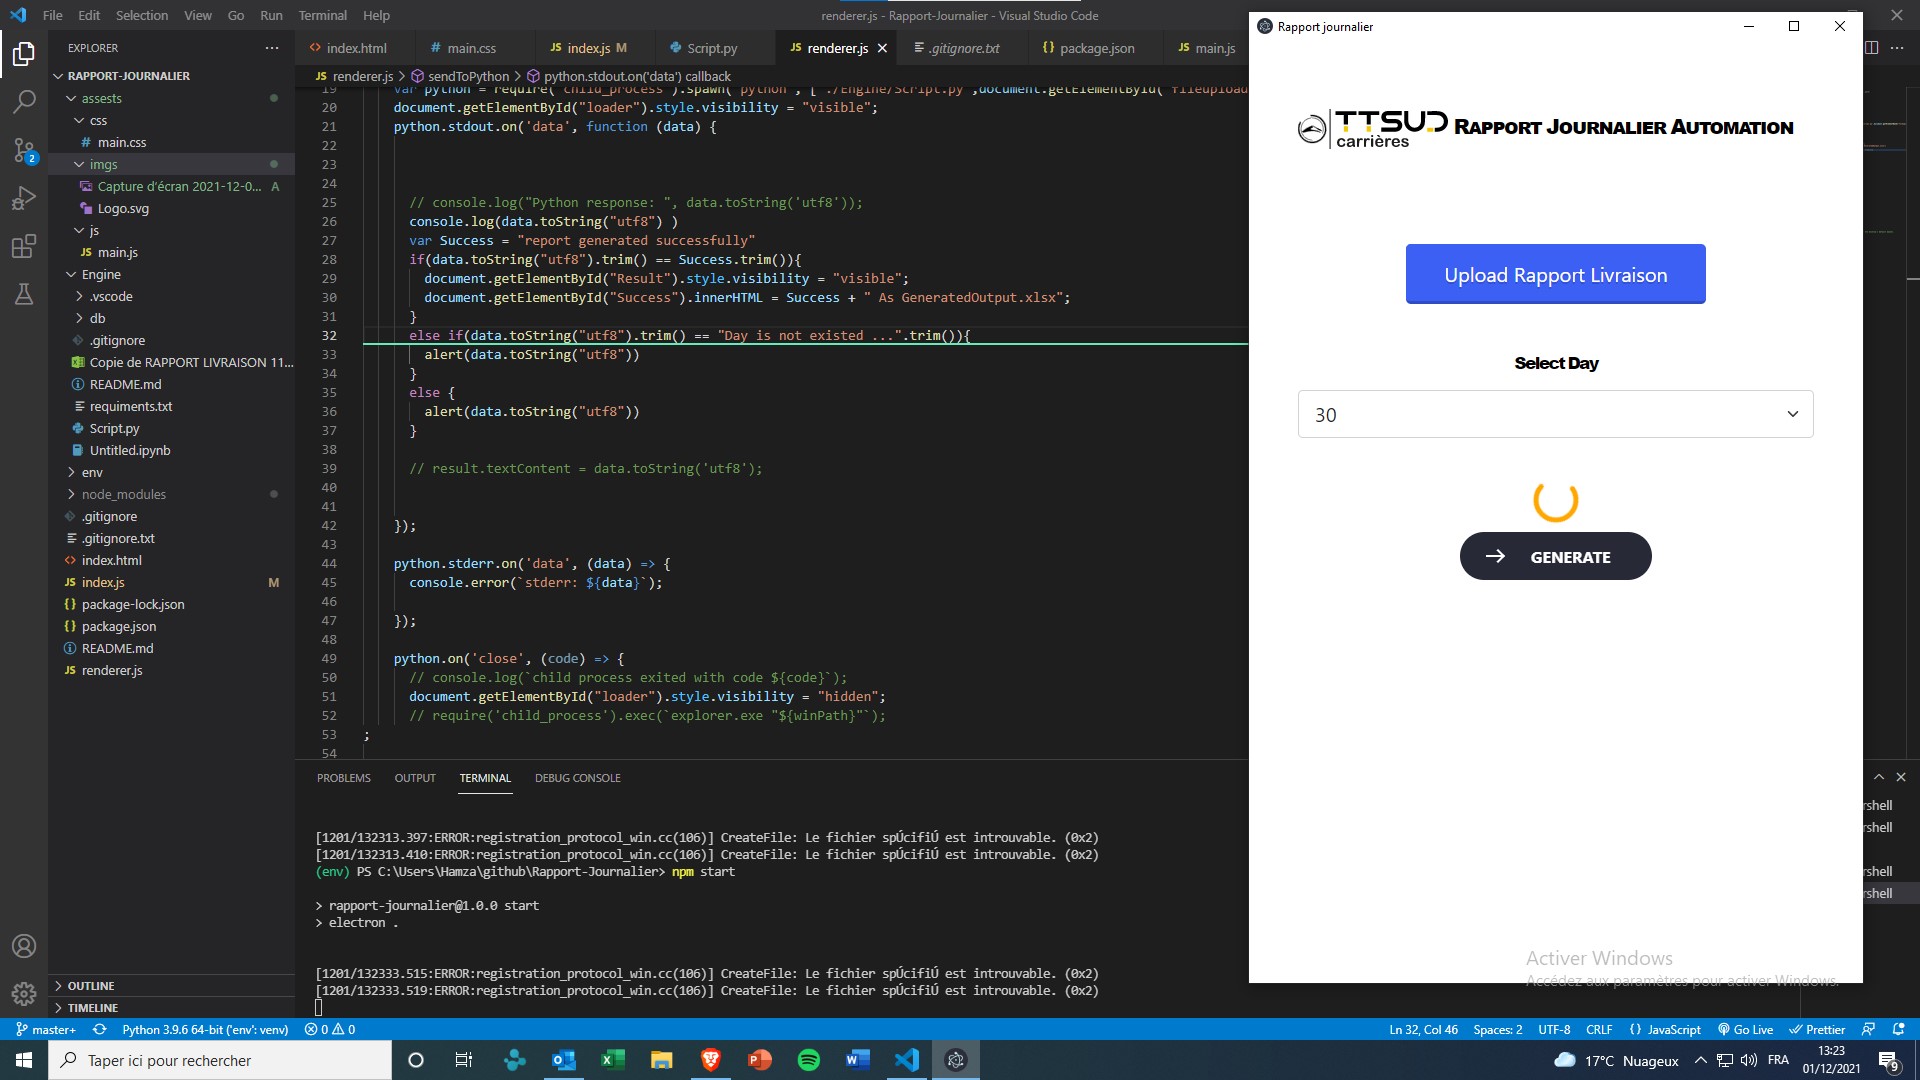 File Edit Selection View Go Run Terminal Help
renderer.js - Rapport-Journalier - Visual Studio Code
EXPLORER
RAPPORT-JOURNALIER
assests
css
# main.css
imgs
Capture d'écran 2021-12-0... A
Logo.svg
js
JS main.js
Engine
.vscode
db
.gitignore
Copie de RAPPORT LIVRAISON 11...
README.md
requiments.txt
Script.py
Untitled.ipynb
env
node_modules
.gitignore
.gitignore.txt
index.html
JS index.js M
package-lock.json
package.json
README.md
JS renderer.js
OUTLINE
TIMELINE
2
index.html
# main.css
JS index.js M
Script.py
JS renderer.js
.gitignore.txt
{} package.json
JS main.js
JS renderer.js > sendToPython > python.stdout.on('data') callback
19 var python = require("child_process").spawn("python", ["./Engine/Script.py",document.getElementById("fileupload
20 document.getElementById("loader").style.visibility = "visible";
21 python.stdout.on('data', function (data) {
22
23
24
25 // console.log("Python response: ", data.toString('utf8'));
26 console.log(data.toString("utf8") )
27 var Success = "report generated successfully"
28 if(data.toString("utf8").trim() == Success.trim()){
29 document.getElementById("Result").style.visibility = "visible";
30 document.getElementById("Success").innerHTML = Success + " As GeneratedOutput.xlsx";
31 }
32 else if(data.toString("utf8").trim() == "Day is not existed ...".trim()){
33 alert(data.toString("utf8"))
34 }
35 else {
36 alert(data.toString("utf8"))
37 }
38
39 // result.textContent = data.toString('utf8');
40
41
42 });
43
44 python.stderr.on('data', (data) => {
45 console.error(`stderr: ${data}`);
46
47 });
48
49 python.on('close', (code) => {
50 // console.log(`child process exited with code ${code}`);
51 document.getElementById("loader").style.visibility = "hidden";
52 // require('child_process').exec(`explorer.exe "${winPath}"`);
53 ;
54
PROBLEMS OUTPUT TERMINAL DEBUG CONSOLE
[1201/132313.397:ERROR:registration_protocol_win.cc(106)] CreateFile: Le fichier spÚcifiÚ est introuvable. (0x2)
[1201/132313.410:ERROR:registration_protocol_win.cc(106)] CreateFile: Le fichier spÚcifiÚ est introuvable. (0x2)
(env) PS C:\Users\Hamza\github\Rapport-Journalier> npm start
> rapport-journalier@1.0.0 start
> electron .
[1201/132333.515:ERROR:registration_protocol_win.cc(106)] CreateFile: Le fichier spÚcifiÚ est introuvable. (0x2)
[1201/132333.519:ERROR:registration_protocol_win.cc(106)] CreateFile: Le fichier spÚcifiÚ est introuvable. (0x2)
rshell
rshell
rshell
rshell
Rapport journalier
TTSUD
carrières
RAPPORT JOURNALIER AUTOMATION
Upload Rapport Livraison
Select Day
30
GENERATE
Activer Windows
Accédez aux paramètres pour activer Windows.
master+ Python 3.9.6 64-bit ('env': venv) 0 0
Ln 32, Col 46 Spaces: 2 UTF-8 CRLF {} JavaScript Go Live Prettier
Taper ici pour rechercher
17°C Nuageux FRA
13:23
01/12/2021
9